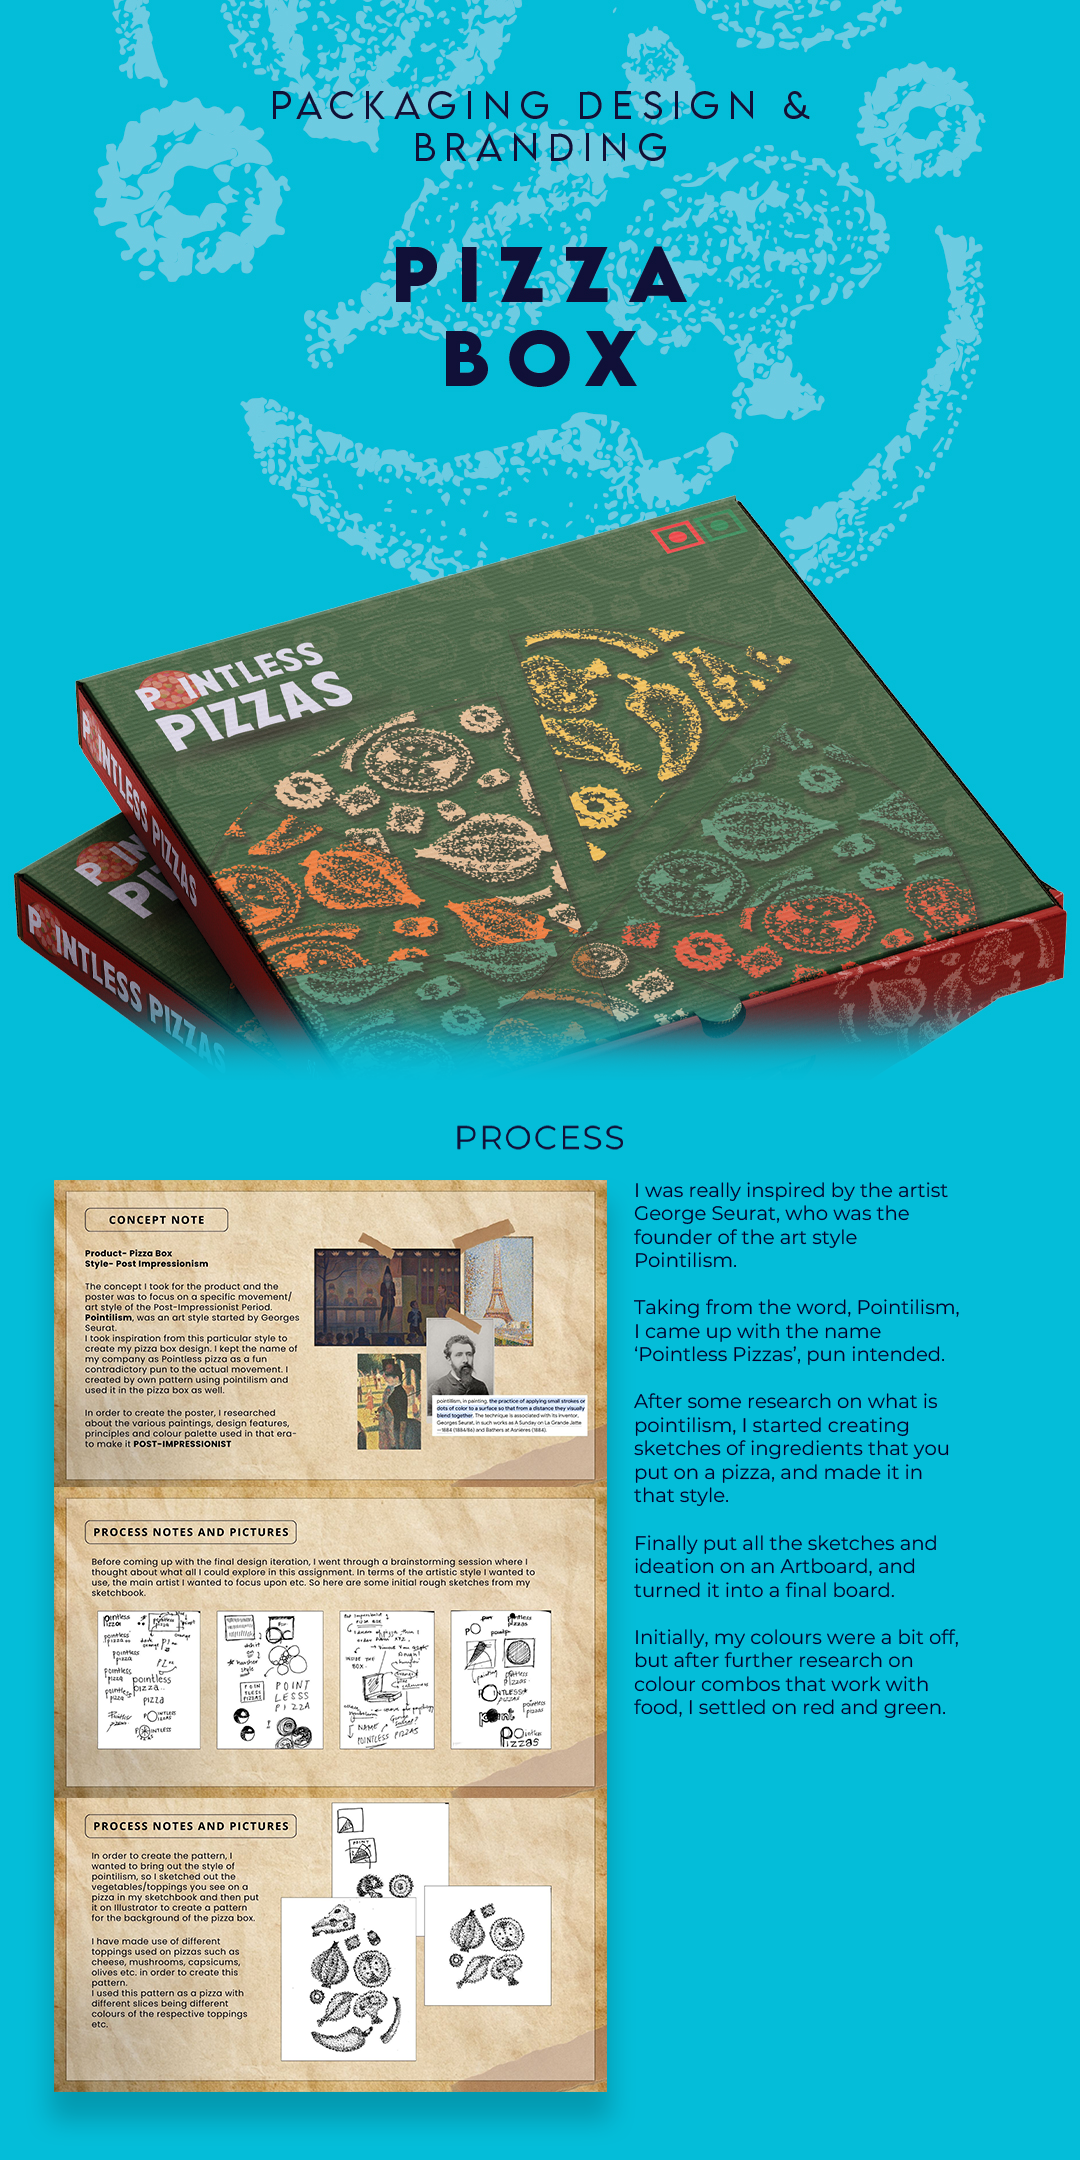 PACKAGING DESIGN &
BRANDING
PIZZA
BOX
POINTLESS
PIZZAS
POINTLESS PIZZAS
POINTLESS PIZZAS
PROCESS
CONCEPT NOTE
Product- Pizza Box
Style- Post Impressionism
The concept I took for the product and the
poster was to focus on a specific movement/
art style of the Post-Impressionist Period.
Pointilism, was an art style started by Georges
Seurat.
I took inspiration from this particular style to
create my pizza box design. I kept the name of
my company as Pointless pizza as a fun
contradictory pun to the actual movement. I
created by own pattern using pointilism and
used it in the pizza box as well.
In order to create the poster, I researched
about the various paintings, design features,
principles and colour palette used in that era-
to make it POST-IMPRESSIONIST
pointillism, in painting, the practice of applying small strokes or
dots of color to a surface so that from a distance they visually
blend together. The technique is associated with its inventor,
Georges Seurat, in such works as A Sunday on La Grande Jatte
—1884 (1884/86) and Bathers at Asnières (1884).
I was really inspired by the artist
George Seurat, who was the
founder of the art style
Pointilism.
Taking from the word, Pointilism,
I came up with the name
‘Pointless Pizzas’, pun intended.
After some research on what is
pointilism, I started creating
sketches of ingredients that you
put on a pizza, and made it in
that style.
Finally put all the sketches and
ideation on an Artboard, and
turned it into a final board.
Initially, my colours were a bit off,
but after further research on
colour combos that work with
food, I settled on red and green.
PROCESS NOTES AND PICTURES
Before coming up with the final design iteration, I went through a brainstorming session where I
thought about what all I could explore in this assignment. In terms of the artistic style I wanted to
use, the main artist I wanted to focus upon etc. So here are some initial rough sketches from my
sketchbook.
pointless
pizza
pointless
pizza
pointless
pizza
pizza
POINTLESS
POINT
LESSS
PIZZA
INSIDE THE
BOX
NAME
POINTLESS PIZZAS
POINTLESS
pointless
pizzas
Pointless
pizzas
PROCESS NOTES AND PICTURES
In order to create the pattern, I
wanted to bring out the style of
pointilism, so I sketched out the
vegetables/toppings you see on a
pizza in my sketchbook and then put
it on Illustrator to create a pattern
for the background of the pizza box.
I have made use of different
toppings used on pizzas such as
cheese, mushrooms, capsicums,
olives etc. in order to create this
pattern.
I used this pattern as a pizza with
different slices being different
colours of the respective toppings
etc.